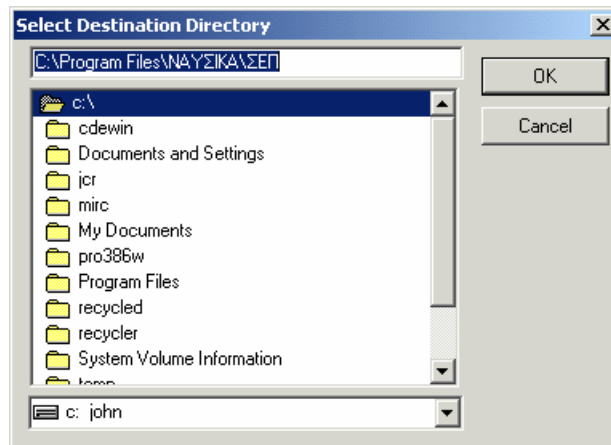 Select Destination Directory
C:\Program Files\ΝΑΥΣΙΚΑ\ΣΕΠ
OK
c:\
cdewin
Cancel
Documents and Settings
jcr
mirc
My Documents
pro386w
Program Files
recycled
recycler
System Volume Information
temp
c: john